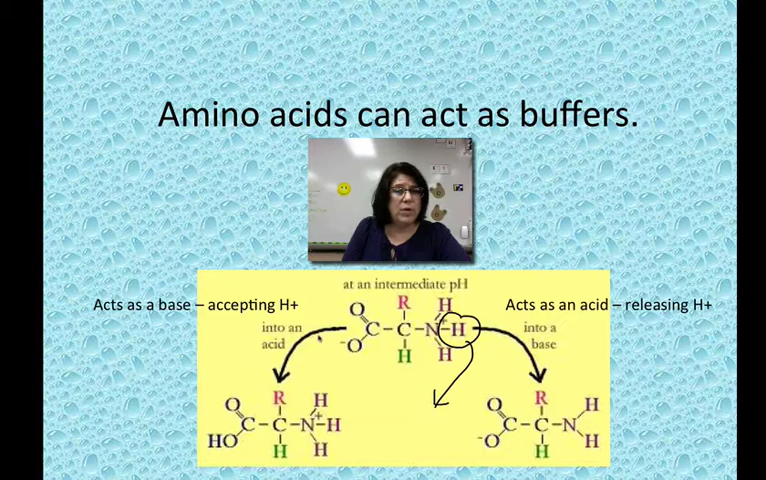 Amino acids can act as buffers.
at an intermediate pH
Acts as a base – accepting H+
Acts as an acid – releasing H+
into an
acid
into a
base
R H
O
C – C – N + – H
-O
H H
R H
O
C – C – N + – H
HO
H H
R
O H
C – C – N
-O
H H